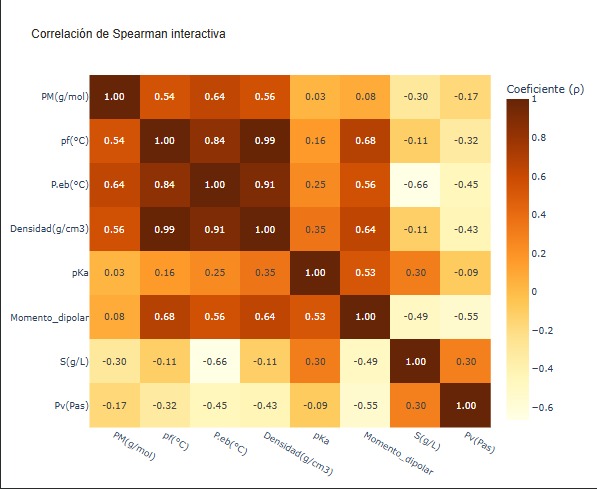 Correlación de Spearman interactiva
Coeficiente (ρ)
PM(g/mol) 1.00 0.54 0.64 0.56 0.03 0.08 -0.30 -0.17
pf(°C) 0.54 1.00 0.84 0.99 0.16 0.68 -0.11 -0.32
P.eb(°C) 0.64 0.84 1.00 0.91 0.25 0.56 -0.66 -0.45
Densidad(g/cm3) 0.56 0.99 0.91 1.00 0.35 0.64 -0.11 -0.43
pKa 0.03 0.16 0.25 0.35 1.00 0.53 0.30 -0.09
Momento_dipolar 0.08 0.68 0.56 0.64 0.53 1.00 -0.49 -0.55
S(g/L) -0.30 -0.11 -0.66 -0.11 0.30 -0.49 1.00 0.30
Pv(Pas) -0.17 -0.32 -0.45 -0.43 -0.09 -0.55 0.30 1.00
PM(g/mol) pf(°C) P.eb(°C) Densidad(g/cm3) pKa Momento_dipolar S(g/L) Pv(Pas)
1
0.8
0.6
0.4
0.2
0
−0.2
−0.4
−0.6